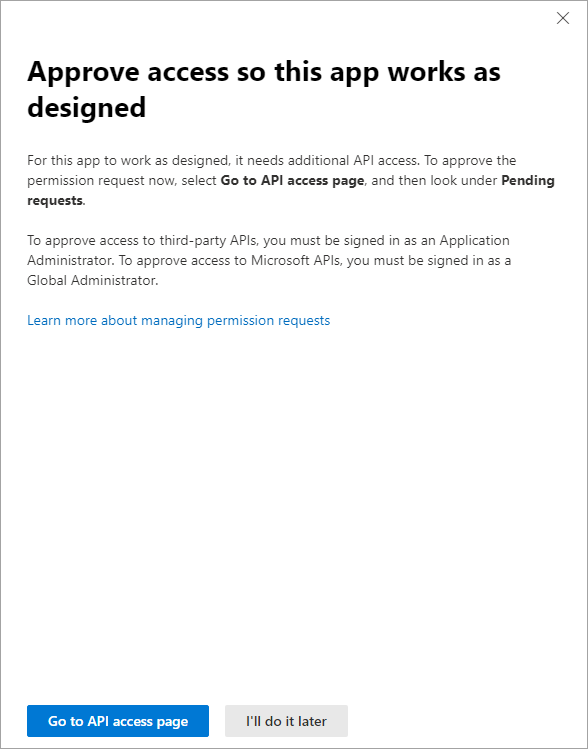 Approve access so this app works as
designed
For this app to work as designed, it needs additional API access. To approve the
permission request now, select Go to API access page, and then look under Pending
requests.
To approve access to third-party APIs, you must be signed in as an Application
Administrator. To approve access to Microsoft APIs, you must be signed in as a
Global Administrator.
Learn more about managing permission requests
Go to API access page
I'll do it later